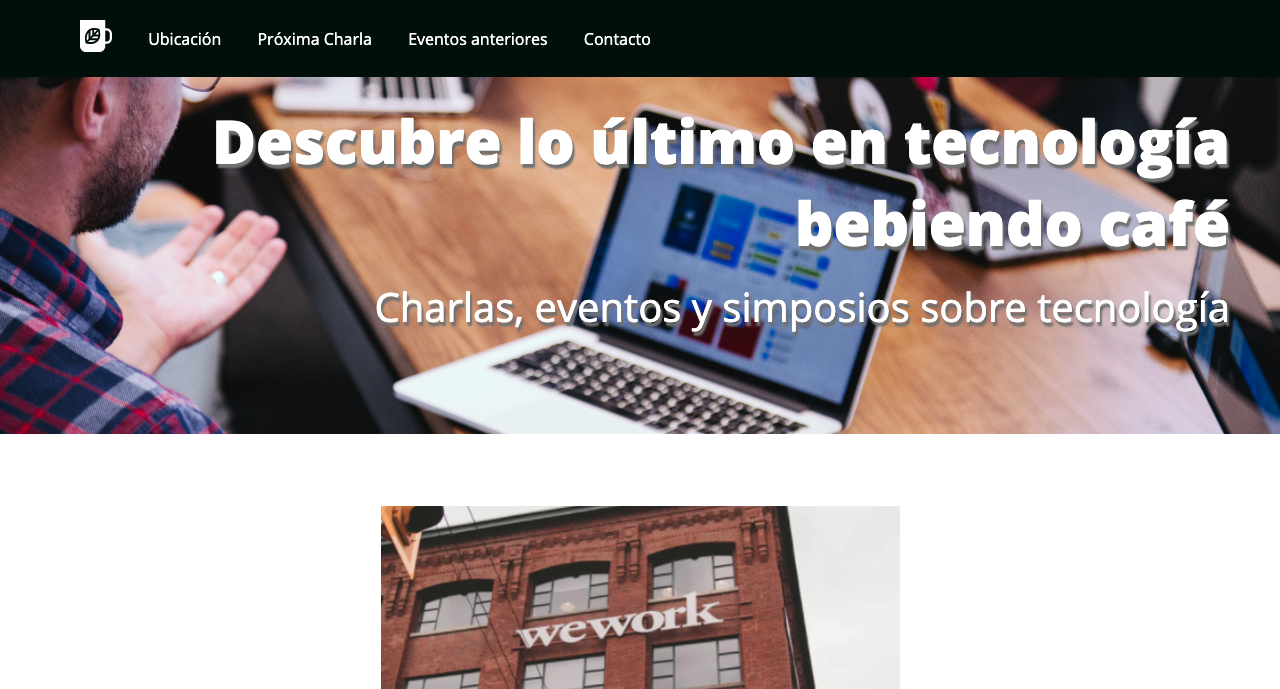 Ubicación
Próxima Charla
Eventos anteriores
Contacto
Descubre lo último en tecnología
bebiendo café
Charlas, eventos y simposios sobre tecnología
wework